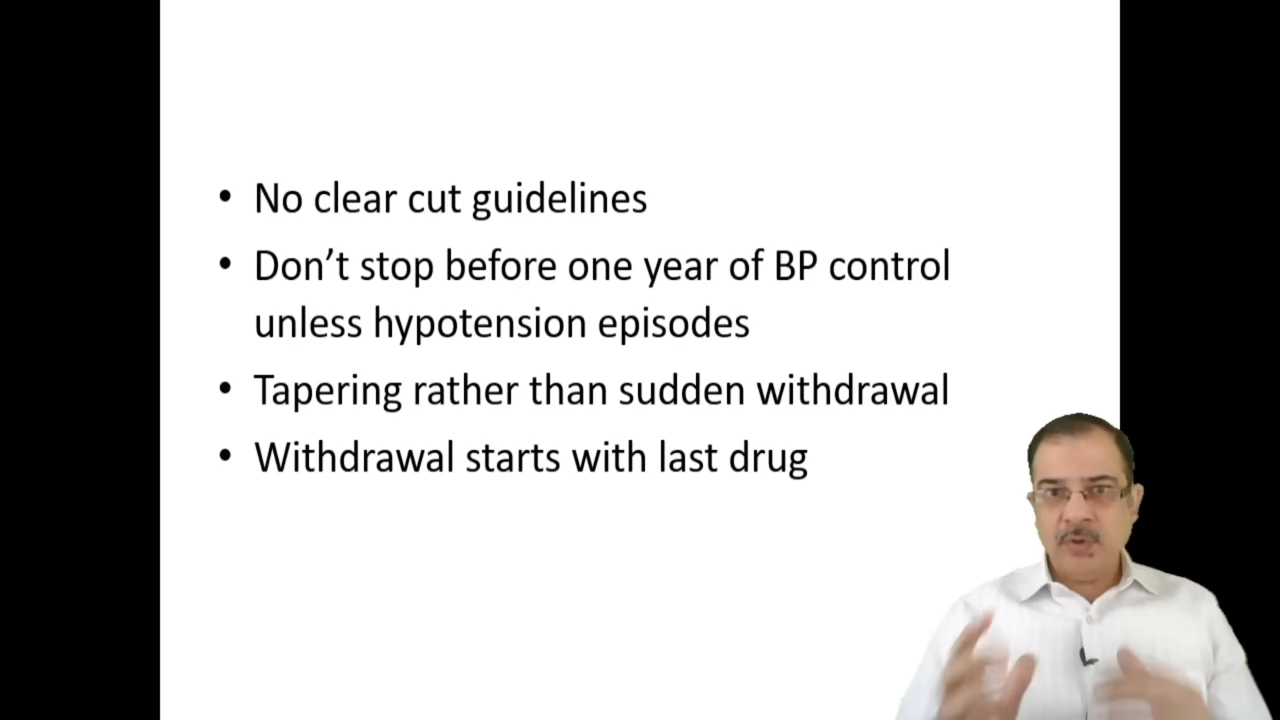 • No clear cut guidelines
• Don’t stop before one year of BP control
unless hypotension episodes
• Tapering rather than sudden withdrawal
• Withdrawal starts with last drug